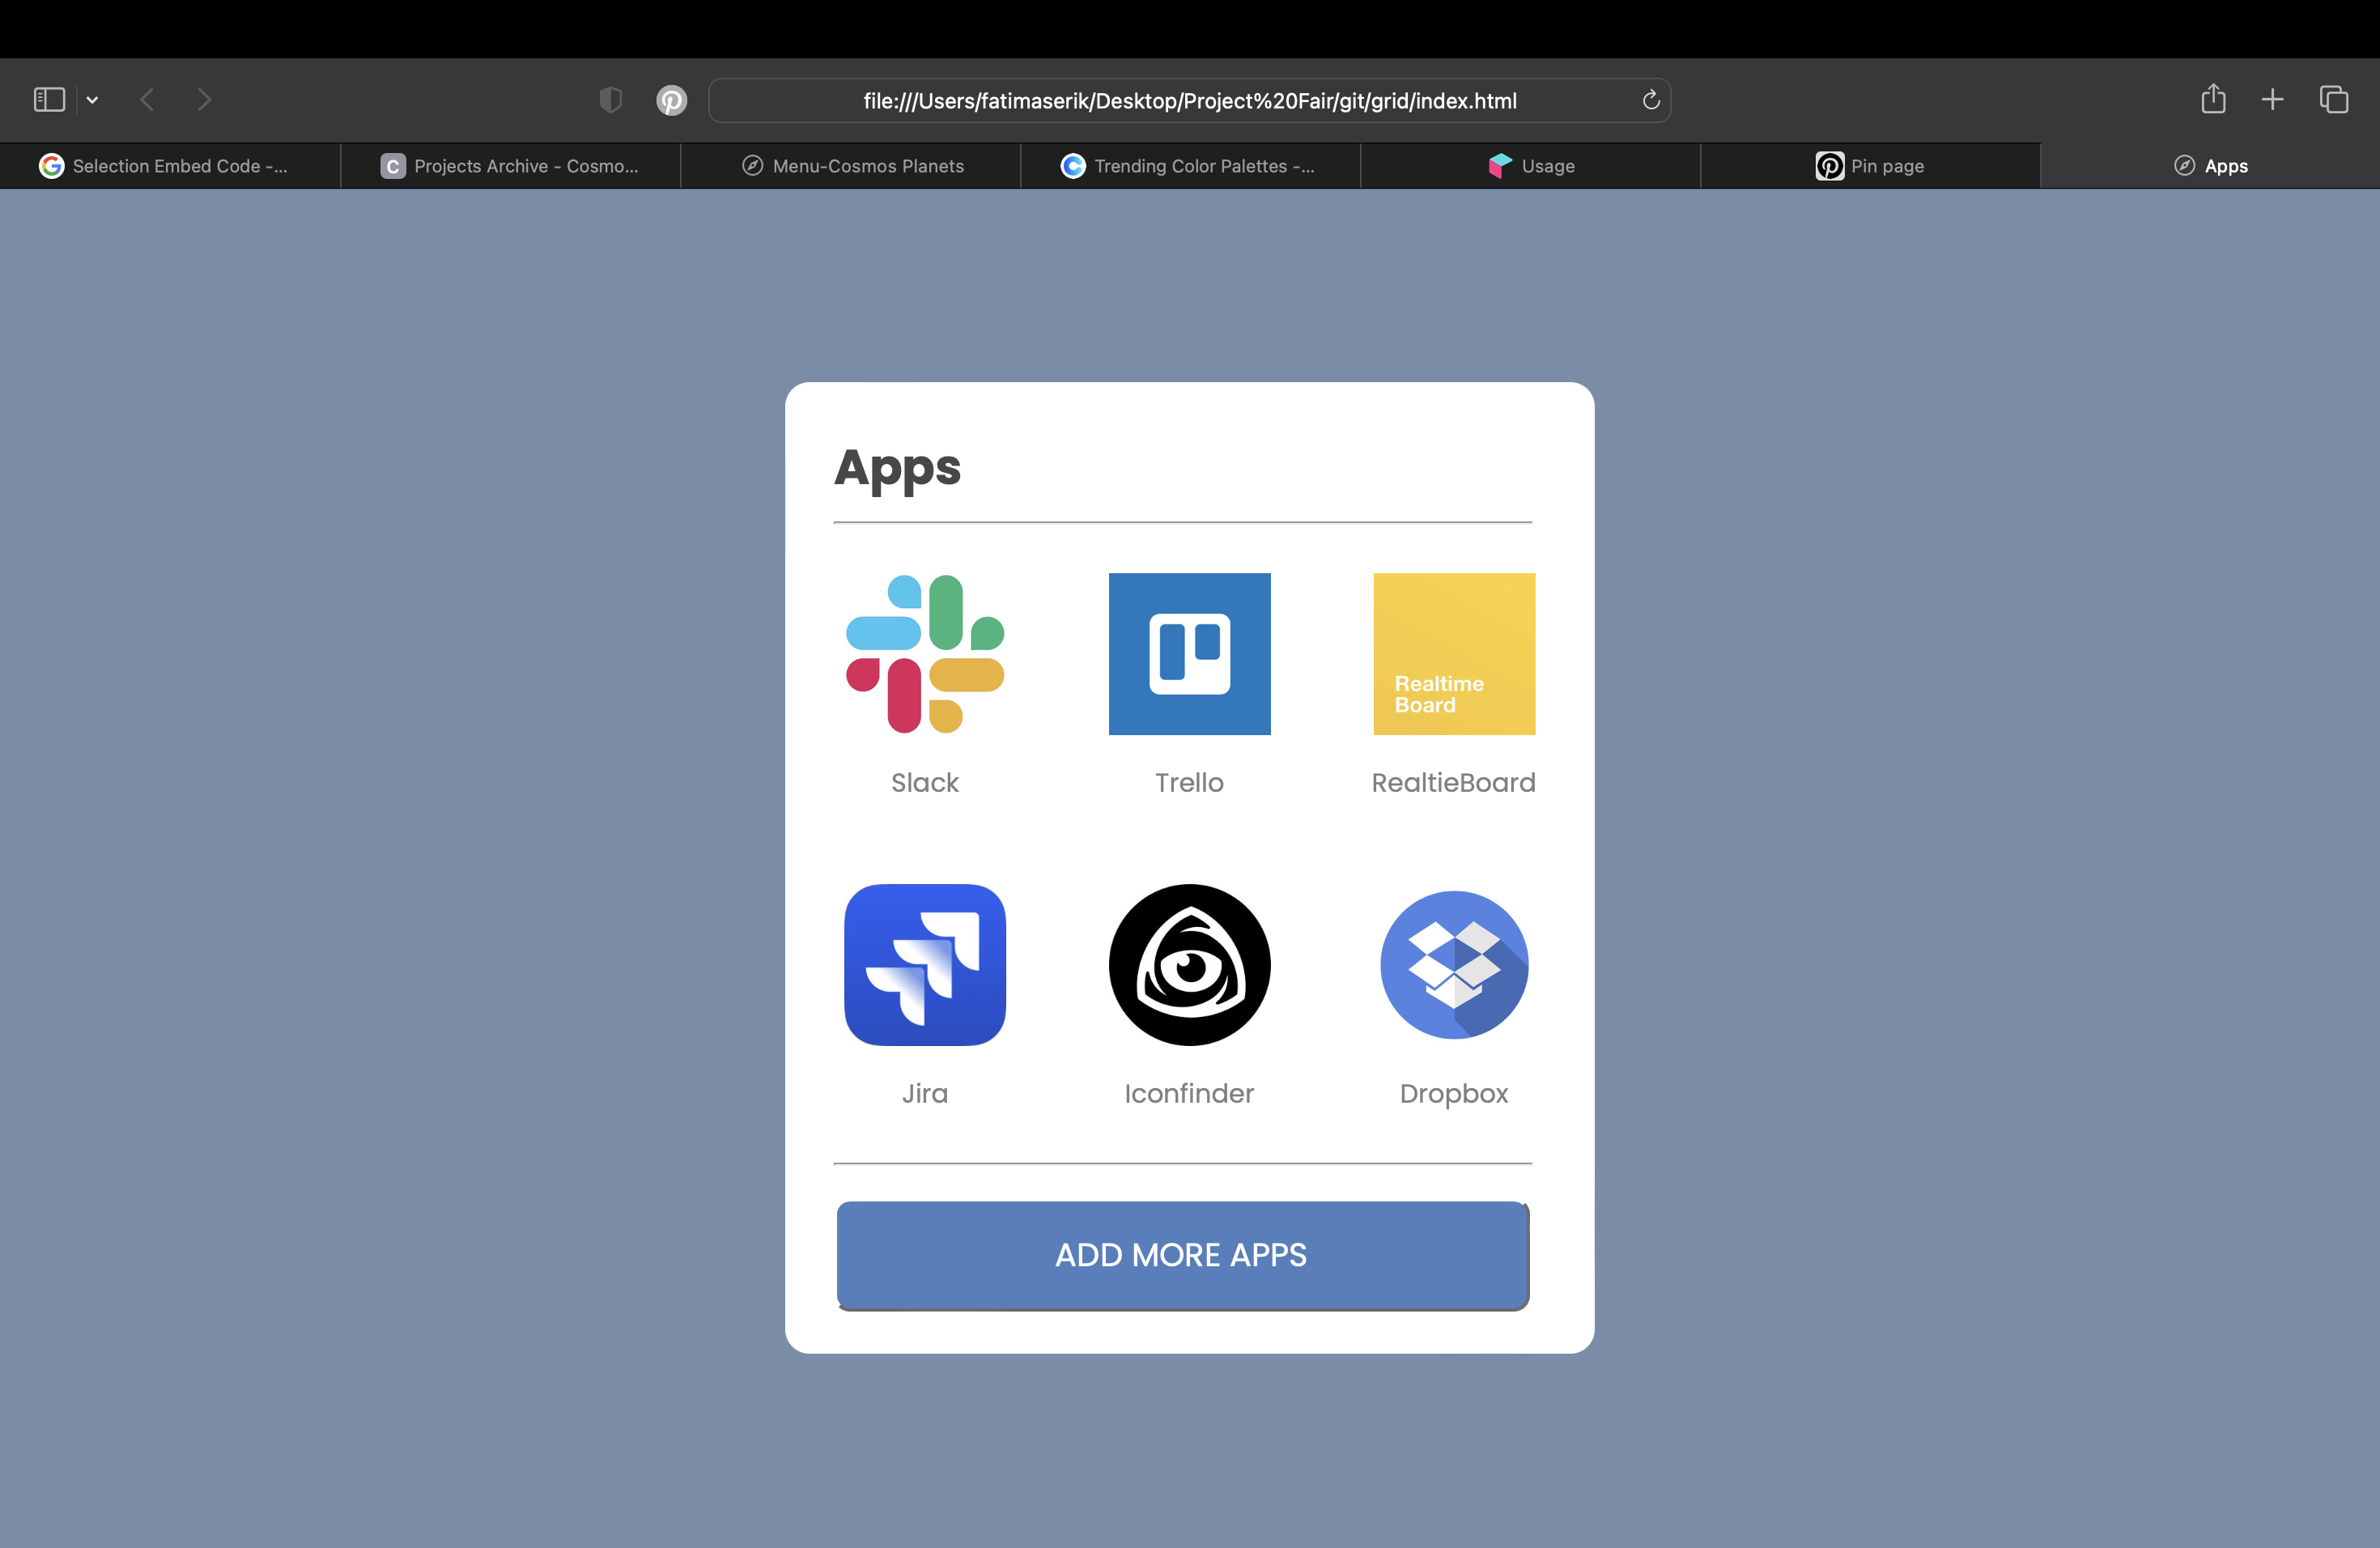 file:///Users/fatimaserik/Desktop/Project%20Fair/git/grid/index.html
Selection Embed Code -...
C Projects Archive - Cosmo...
Menu-Cosmos Planets
Trending Color Palettes -...
Usage
Pin page
Apps
Apps
Realtime
Board
Slack
Trello
RealtieBoard
Jira
Iconfinder
Dropbox
ADD MORE APPS